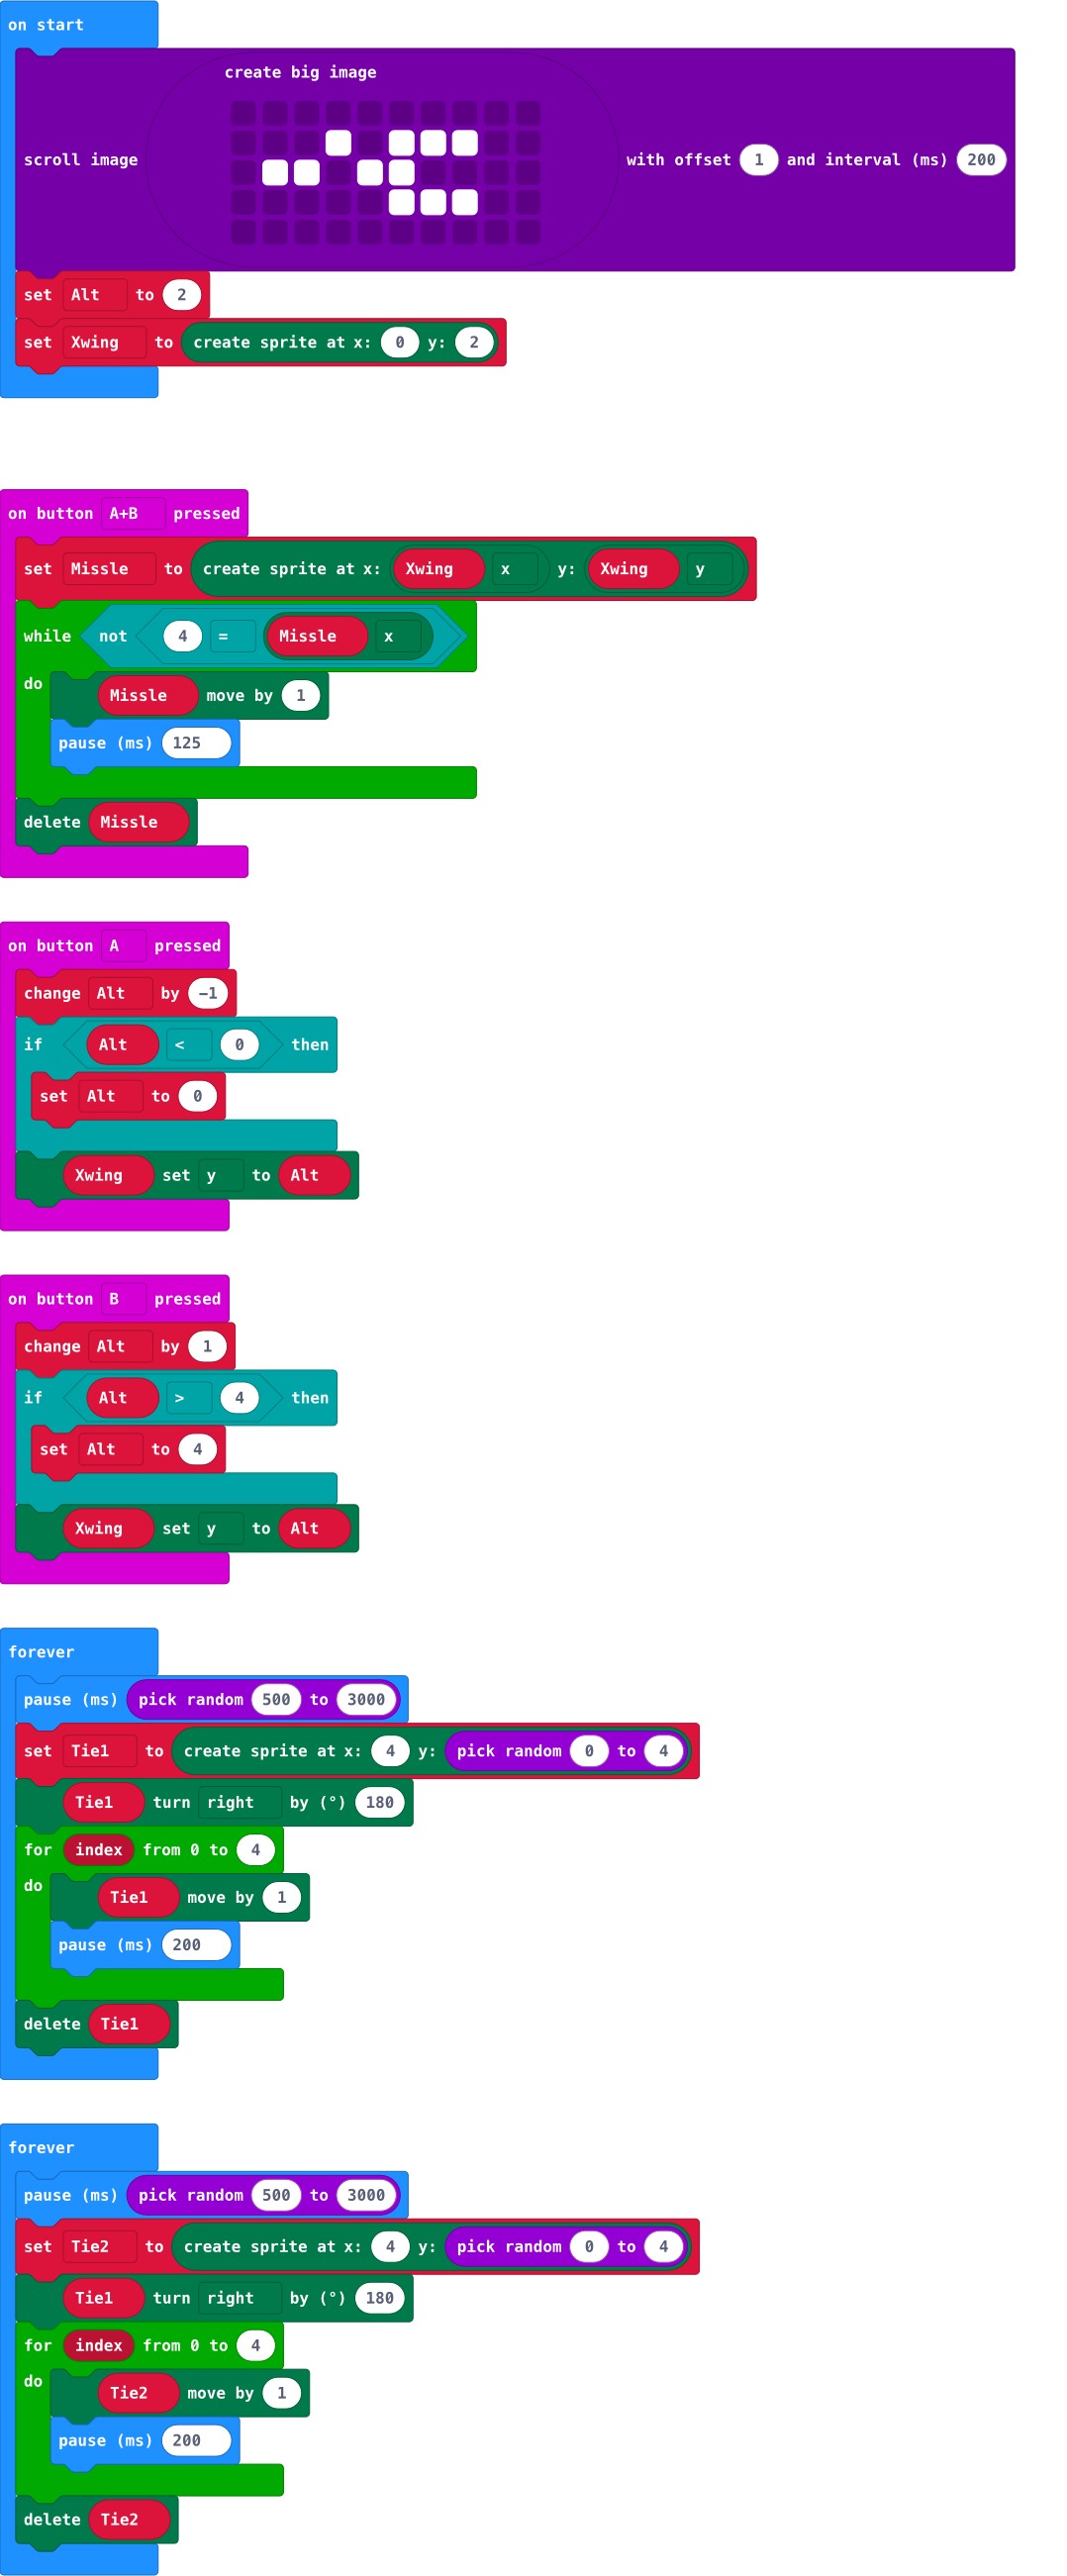 on start
create big image
scroll image with offset 1 and interval (ms) 200
set Alt to 2
set Xwing to create sprite at x: 0 y: 2
on button A+B pressed
set Missle to create sprite at x: Xwing x y: Xwing y
while not 4 = Missle x
do Missle move by 1
pause (ms) 125
delete Missle
on button A pressed
change Alt by -1
if Alt < 0 then
set Alt to 0
Xwing set y to Alt
on button B pressed
change Alt by 1
if Alt > 4 then
set Alt to 4
Xwing set y to Alt
forever
pause (ms) pick random 500 to 3000
set Tie1 to create sprite at x: 4 y: pick random 0 to 4
Tie1 turn right by (°) 180
for index from 0 to 4
do Tie1 move by 1
pause (ms) 200
delete Tie1
forever
pause (ms) pick random 500 to 3000
set Tie2 to create sprite at x: 4 y: pick random 0 to 4
Tie1 turn right by (°) 180
for index from 0 to 4
do Tie2 move by 1
pause (ms) 200
delete Tie2